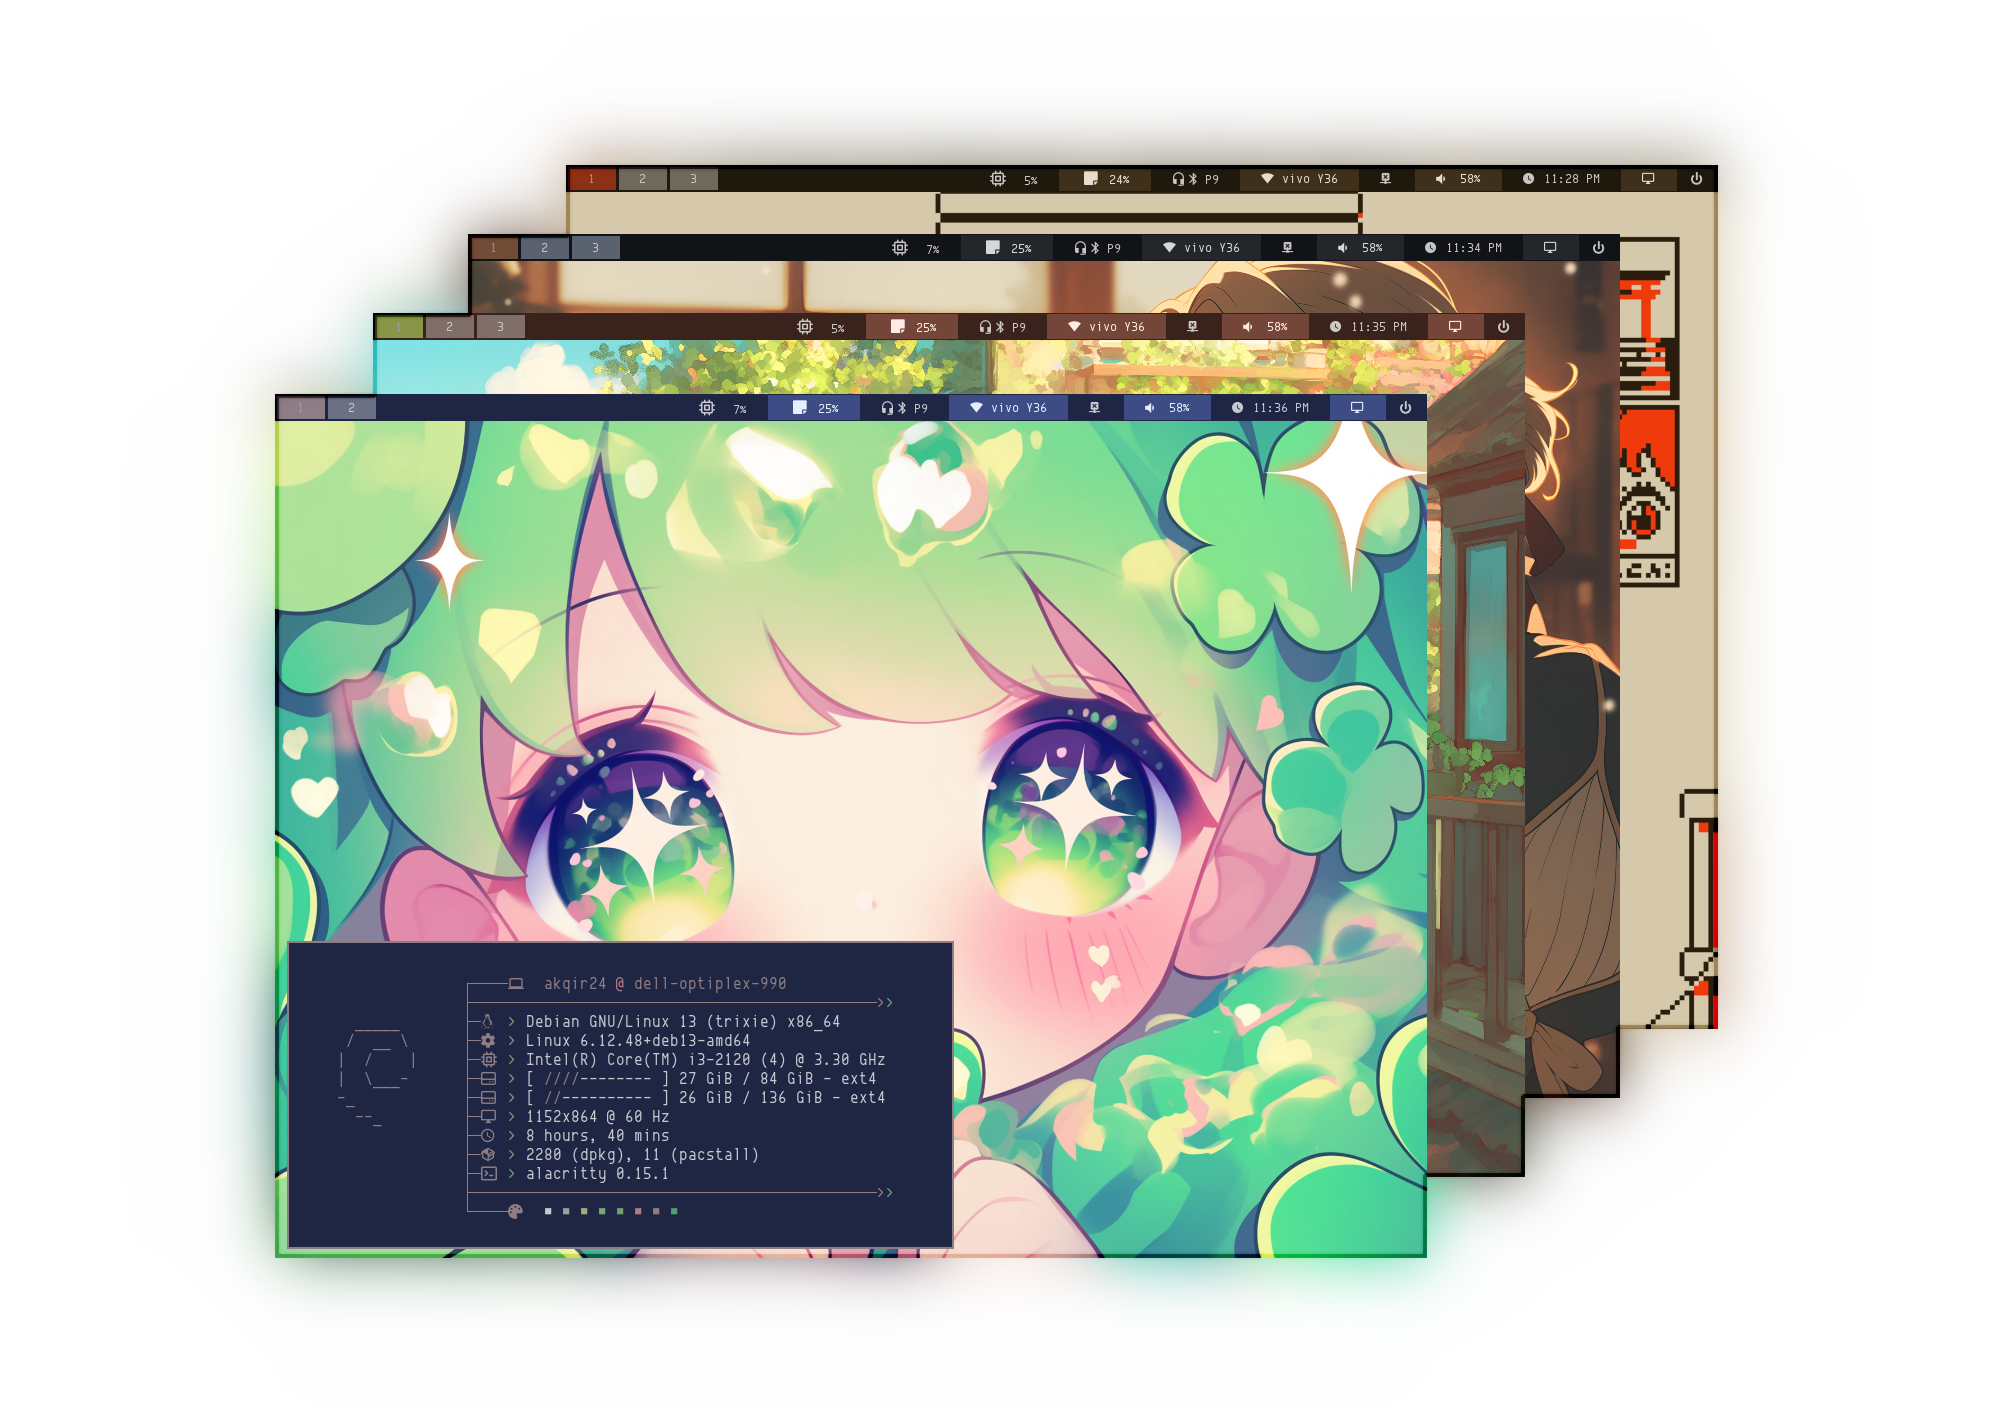 1 2 3 5% 24% P9 vivo Y36 58% 11:28 PM
1 2 3 7% 25% P9 vivo Y36 58% 11:34 PM
1 2 3 5% 25% P9 vivo Y36 58% 11:35 PM
1 2 7% 25% P9 vivo Y36 58% 11:36 PM
akqir24 @ dell-optiplex-990
> Debian GNU/Linux 13 (trixie) x86_64
> Linux 6.12.48+deb13-amd64
> Intel(R) Core(TM) i3-2120 (4) @ 3.30 GHz
> [ ////-------- ] 27 GiB / 84 GiB - ext4
> [ //---------- ] 26 GiB / 136 GiB - ext4
> 1152x864 @ 60 Hz
> 8 hours, 40 mins
> 2280 (dpkg), 11 (pacstall)
> alacritty 0.15.1